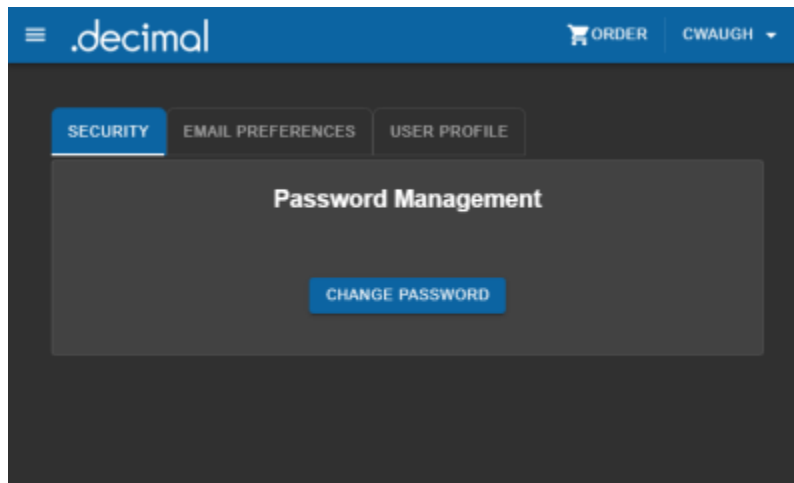 .decimal ORDER CWAUGH
SECURITY EMAIL PREFERENCES USER PROFILE
Password Management
CHANGE PASSWORD